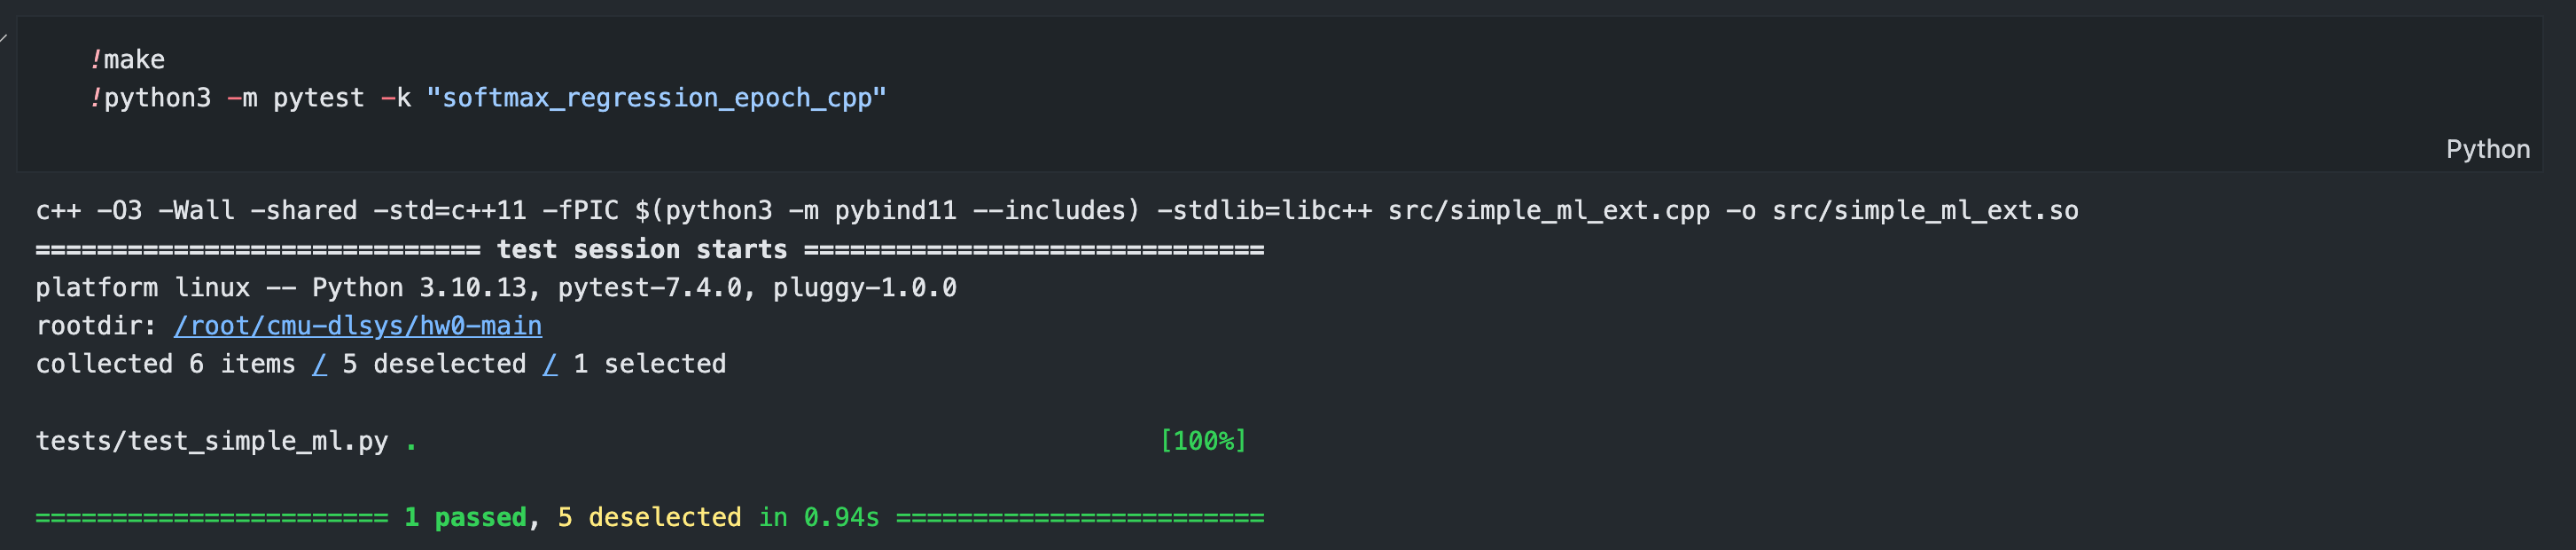 !make
!python3 -m pytest -k "softmax_regression_epoch_cpp"
Python
c++ -O3 -Wall -shared -std=c++11 -fPIC $(python3 -m pybind11 --includes) -stdlib=libc++ src/simple_ml_ext.cpp -o src/simple_ml_ext.so
============================= test session starts ==============================
platform linux -- Python 3.10.13, pytest-7.4.0, pluggy-1.0.0
rootdir: /root/cmu-dlsys/hw0-main
collected 6 items / 5 deselected / 1 selected
tests/test_simple_ml.py . [100%]
======================= 1 passed, 5 deselected in 0.94s ========================